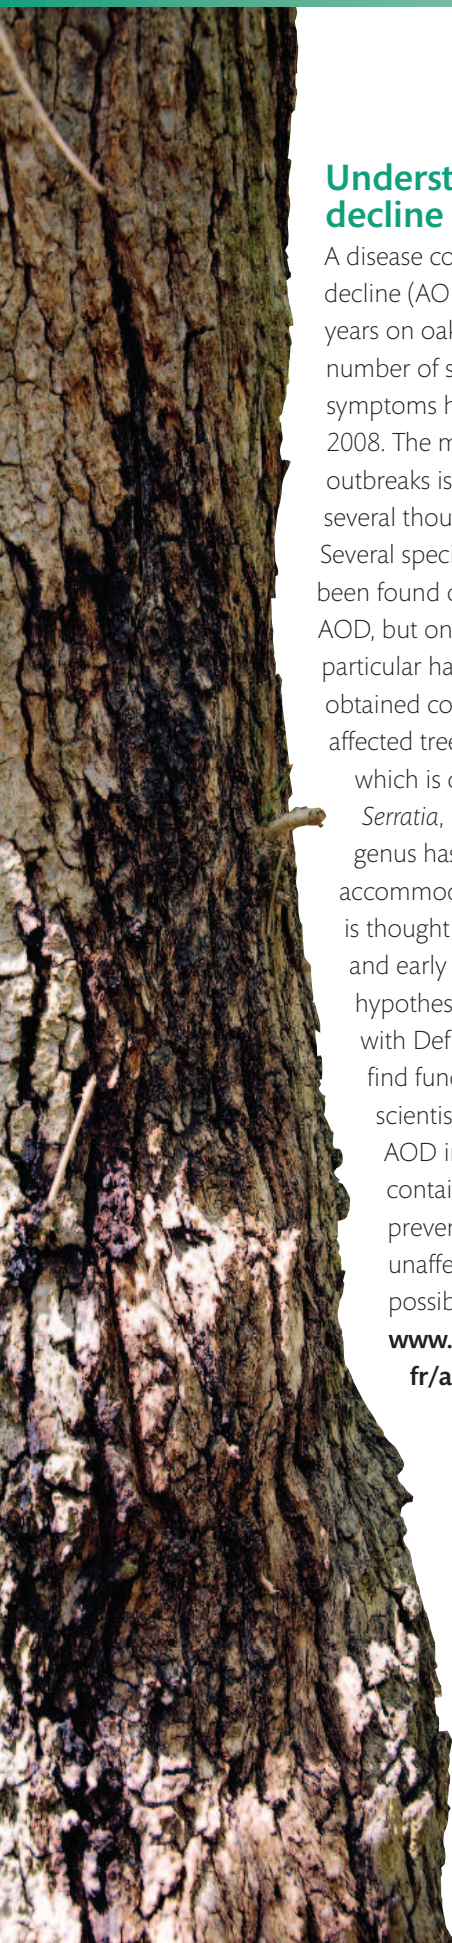 Underst
decline
A disease co
decline (AO
years on oak
number of s
symptoms h
2008. The m
outbreaks is
several thou
Several speci
been found o
AOD, but on
particular ha
obtained co
affected tree
which is c
Serratia,
genus has
accommod
is thought
and early
hypothes
with Def
find func
scientis
AOD in
contai
preven
unaffe
possib
www.
fr/a